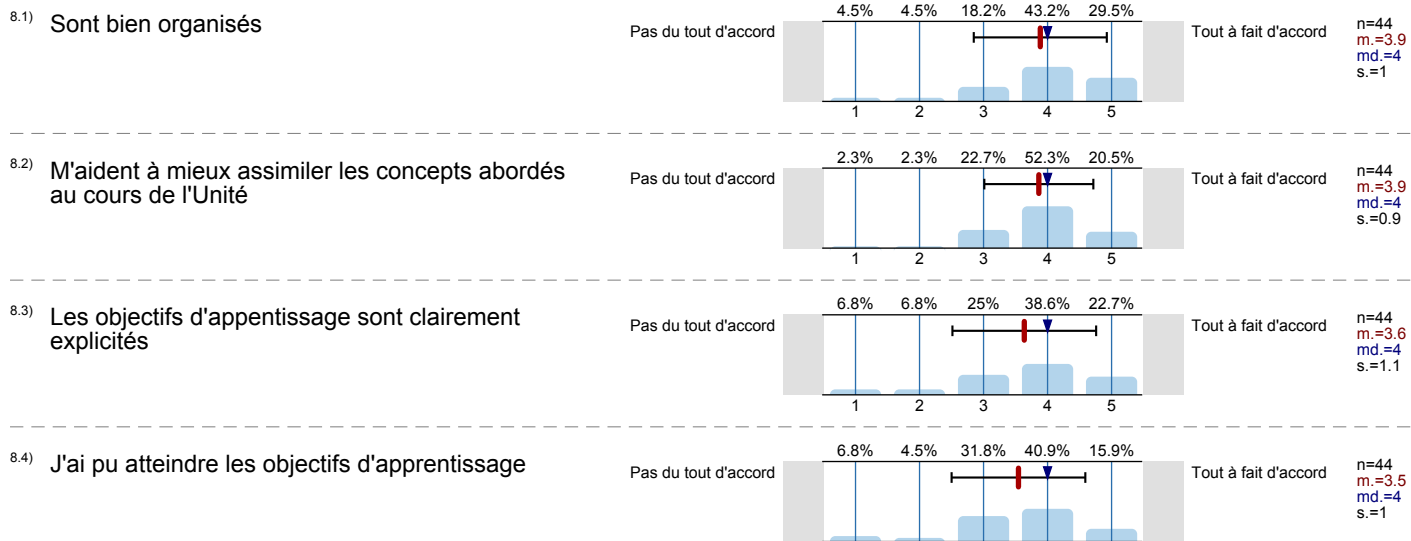 8.1) Sont bien organisés
Pas du tout d'accord
4.5% 4.5% 18.2% 43.2% 29.5%
1 2 3 4 5
Tout à fait d'accord
n=44
m.=3.9
md.=4
s.=1
8.2) M'aident à mieux assimiler les concepts abordés
au cours de l'Unité
Pas du tout d'accord
2.3% 2.3% 22.7% 52.3% 20.5%
1 2 3 4 5
Tout à fait d'accord
n=44
m.=3.9
md.=4
s.=0.9
8.3) Les objectifs d'appentissage sont clairement
explicités
Pas du tout d'accord
6.8% 6.8% 25% 38.6% 22.7%
1 2 3 4 5
Tout à fait d'accord
n=44
m.=3.6
md.=4
s.=1.1
8.4) J'ai pu atteindre les objectifs d'apprentissage
Pas du tout d'accord
6.8% 4.5% 31.8% 40.9% 15.9%
Tout à fait d'accord
n=44
m.=3.5
md.=4
s.=1